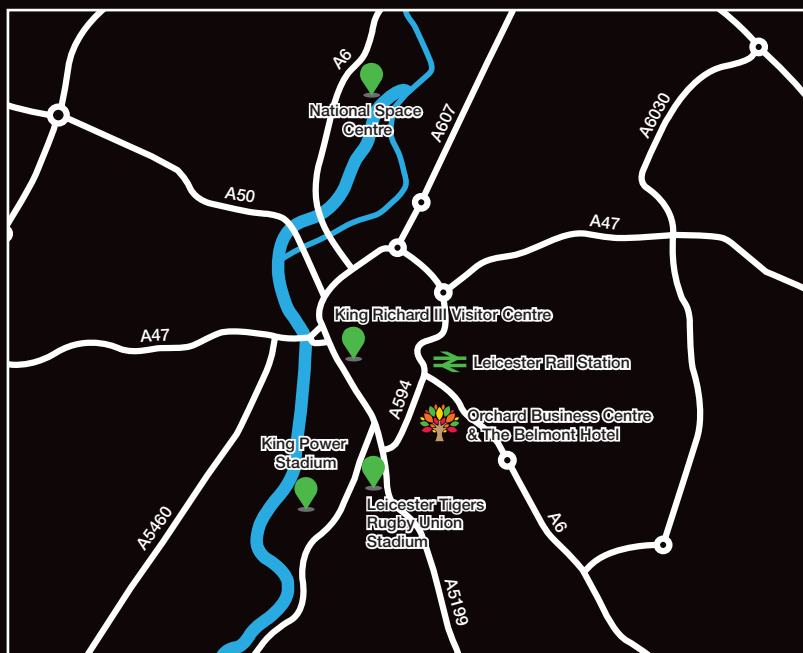 A6
National Space
Centre
A607
A6030
A50
A47
King Richard III Visitor Centre
A47
Leicester Rail Station
A594
Orchard Business Centre
& The Belmont Hotel
King Power
Stadium
Leicester Tigers
Rugby Union
Stadium
A5460
A6
A5199